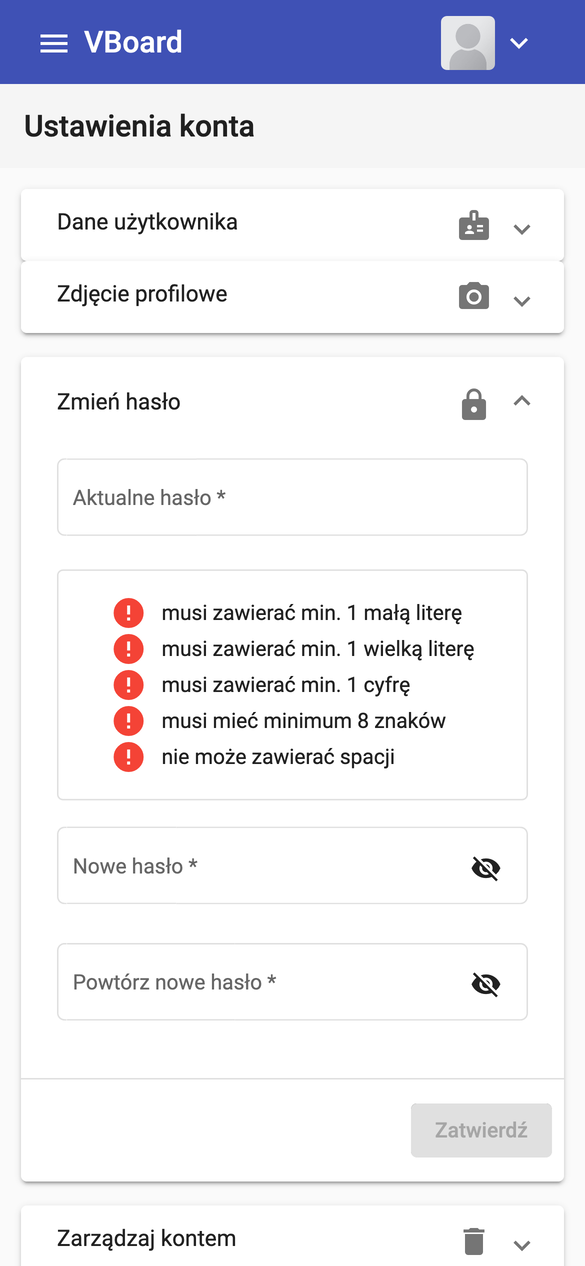 VBoard
Ustawienia konta
Dane użytkownika
Zdjęcie profilowe
Zmień hasło
Aktualne hasło *
musi zawierać min. 1 małą literę
musi zawierać min. 1 wielką literę
musi zawierać min. 1 cyfrę
musi mieć minimum 8 znaków
nie może zawierać spacji
Nowe hasło *
Powtórz nowe hasło *
Zatwierdź
Zarządzaj kontem